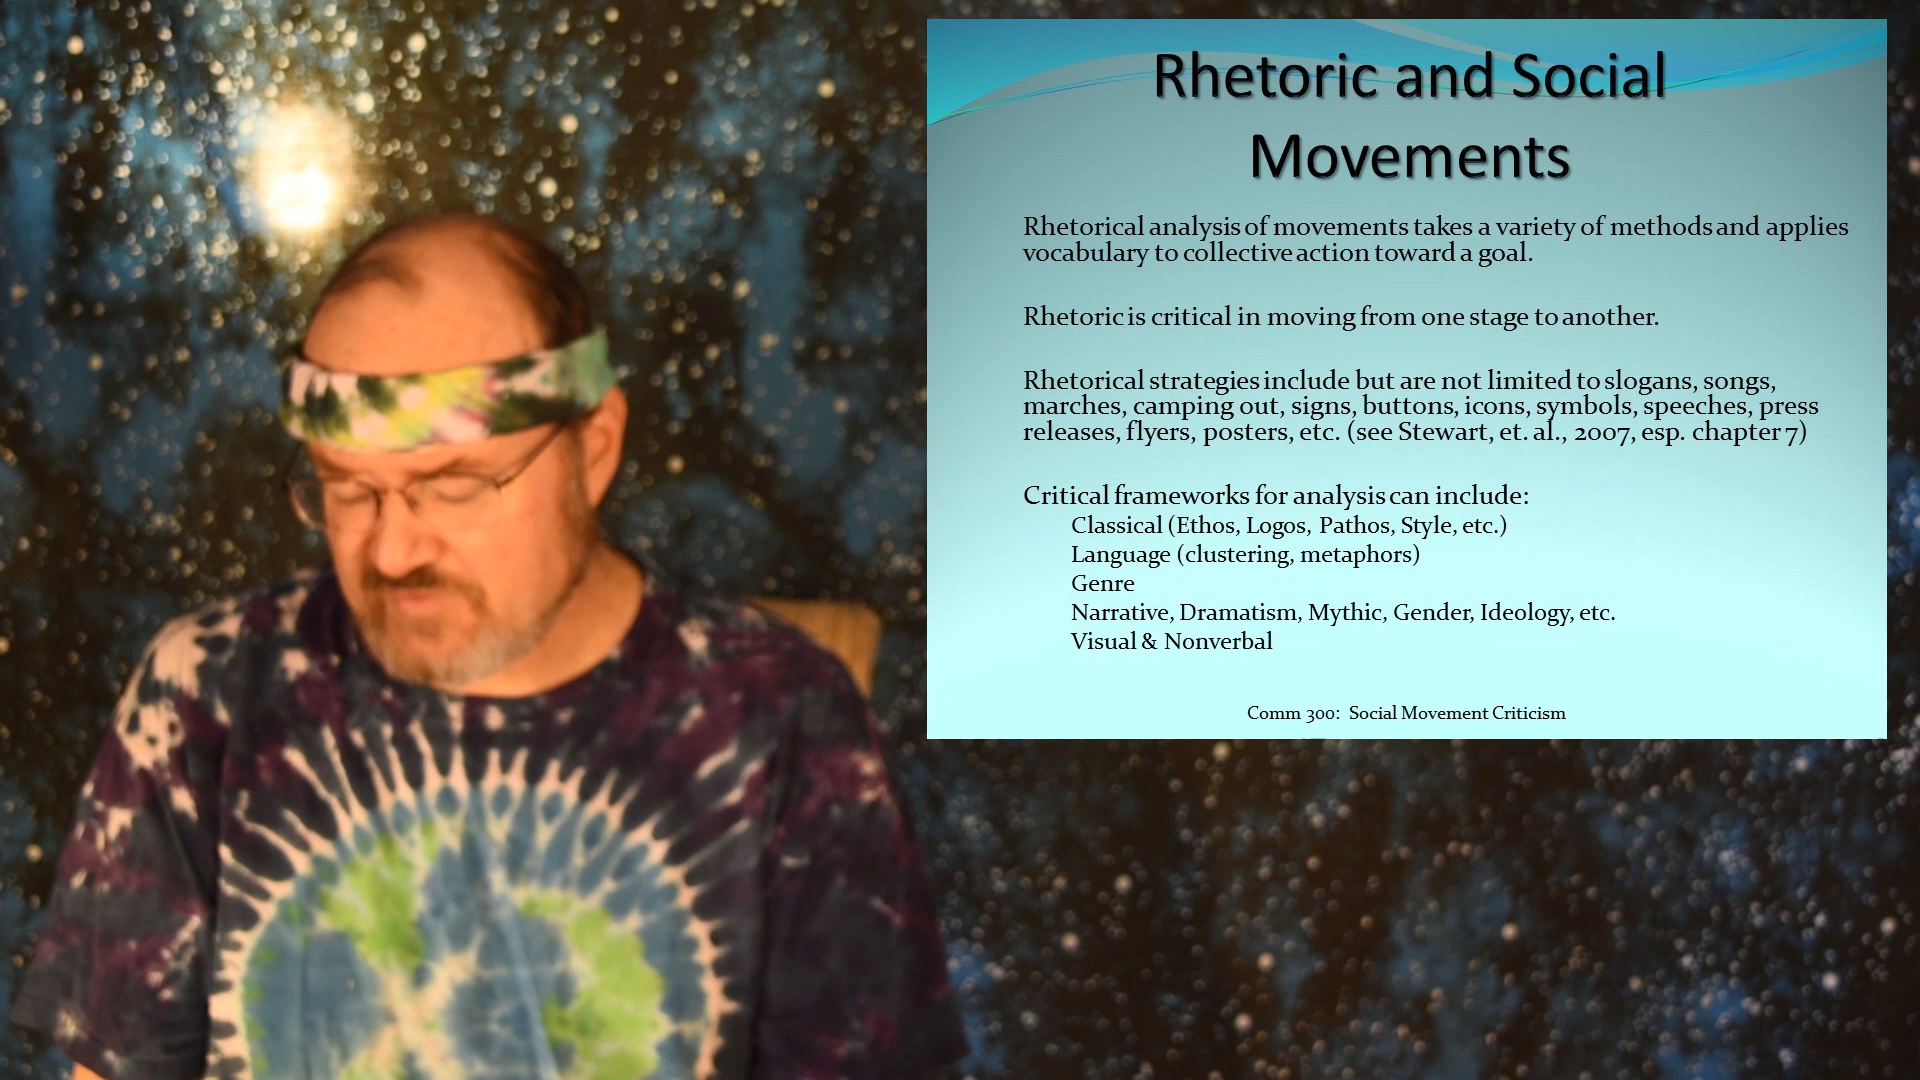 Rhetoric and Social
Movements
Rhetorical analysis of movements takes a variety of methods and applies
vocabulary to collective action toward a goal.
Rhetoric is critical in moving from one stage to another.
Rhetorical strategies include but are not limited to slogans, songs,
marches, camping out, signs, buttons, icons, symbols, speeches, press
releases, flyers, posters, etc. (see Stewart, et. al., 2007, esp. chapter 7)
Critical frameworks for analysis can include:
Classical (Ethos, Logos, Pathos, Style, etc.)
Language (clustering, metaphors)
Genre
Narrative, Dramatism, Mythic, Gender, Ideology, etc.
Visual & Nonverbal
Comm 300: Social Movement Criticism